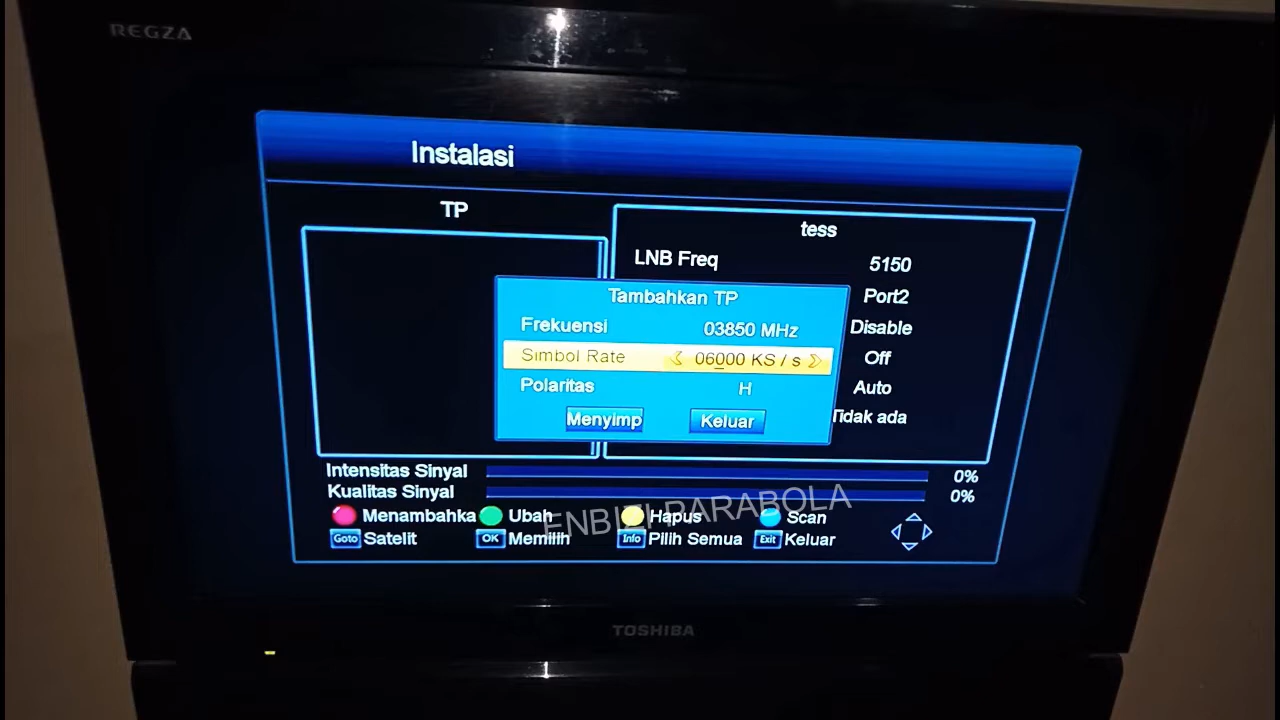 REGZA
Instalasi
TP
tess
LNB Freq 5150
Port2
Disable
Off
Auto
Tidak ada
Tambahkan TP
Frekuensi 03850 MHz
Simbol Rate 06000 KS / s
Polaritas H
Menyimp Keluar
Intensitas Sinyal 0%
Kualitas Sinyal 0%
Menambahka Ubah Hapus Scan
Goto Satelit OK Memilih Info Pilih Semua Exit Keluar
ENBIZI PARABOLA
TOSHIBA